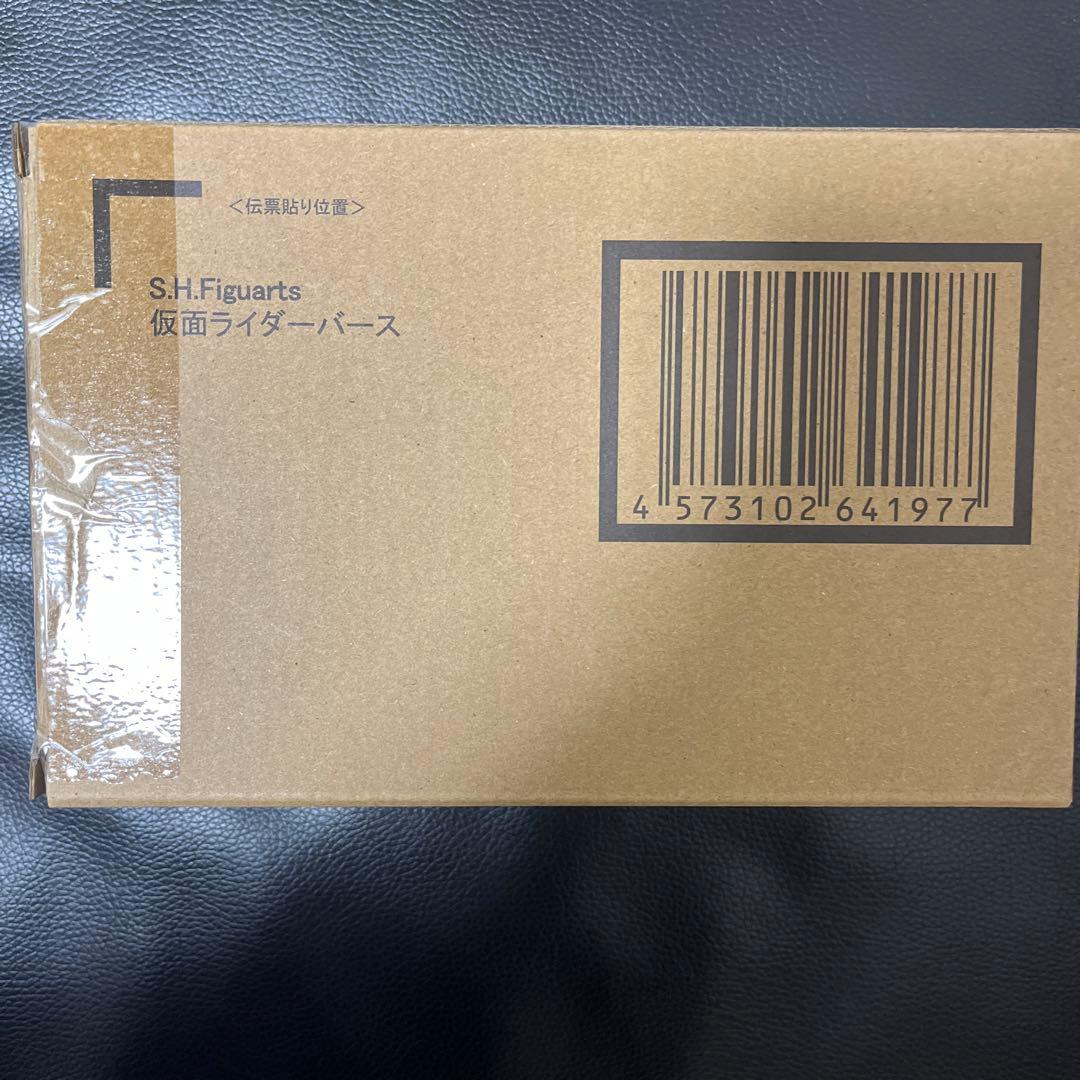 <伝票貼り位置>
S.H.Figuarts
仮面ライダーバース
4 573102 641977